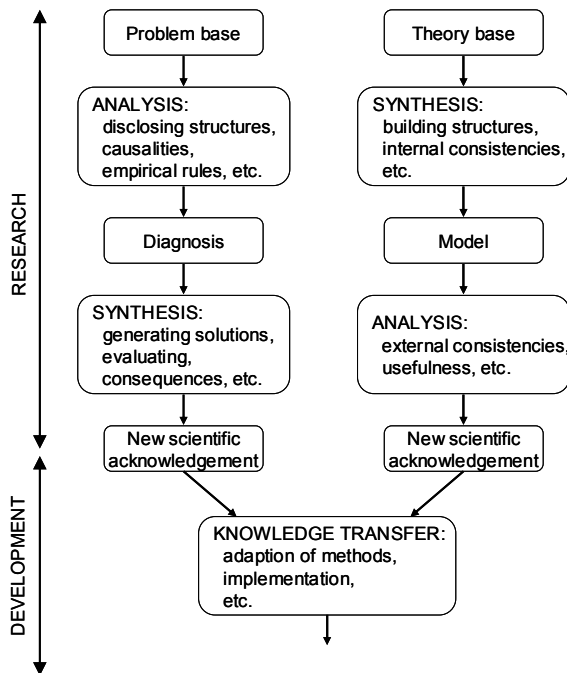 RESEARCH
DEVELOPMENT
Problem base
ANALYSIS:
disclosing structures,
causalities,
empirical rules, etc.
Diagnosis
SYNTHESIS:
generating solutions,
evaluating,
consequences, etc.
New scientific
acknowledgement
Theory base
SYNTHESIS:
building structures,
internal consistencies,
etc.
Model
ANALYSIS:
external consistencies,
usefulness, etc.
New scientific
acknowledgement
KNOWLEDGE TRANSFER:
adaption of methods,
implementation,
etc.